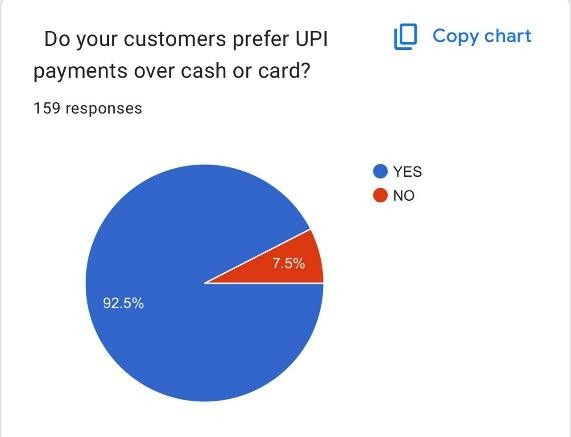 Do your customers prefer UPI
payments over cash or card?
Copy chart
159 responses
YES
NO
7.5%
92.5%